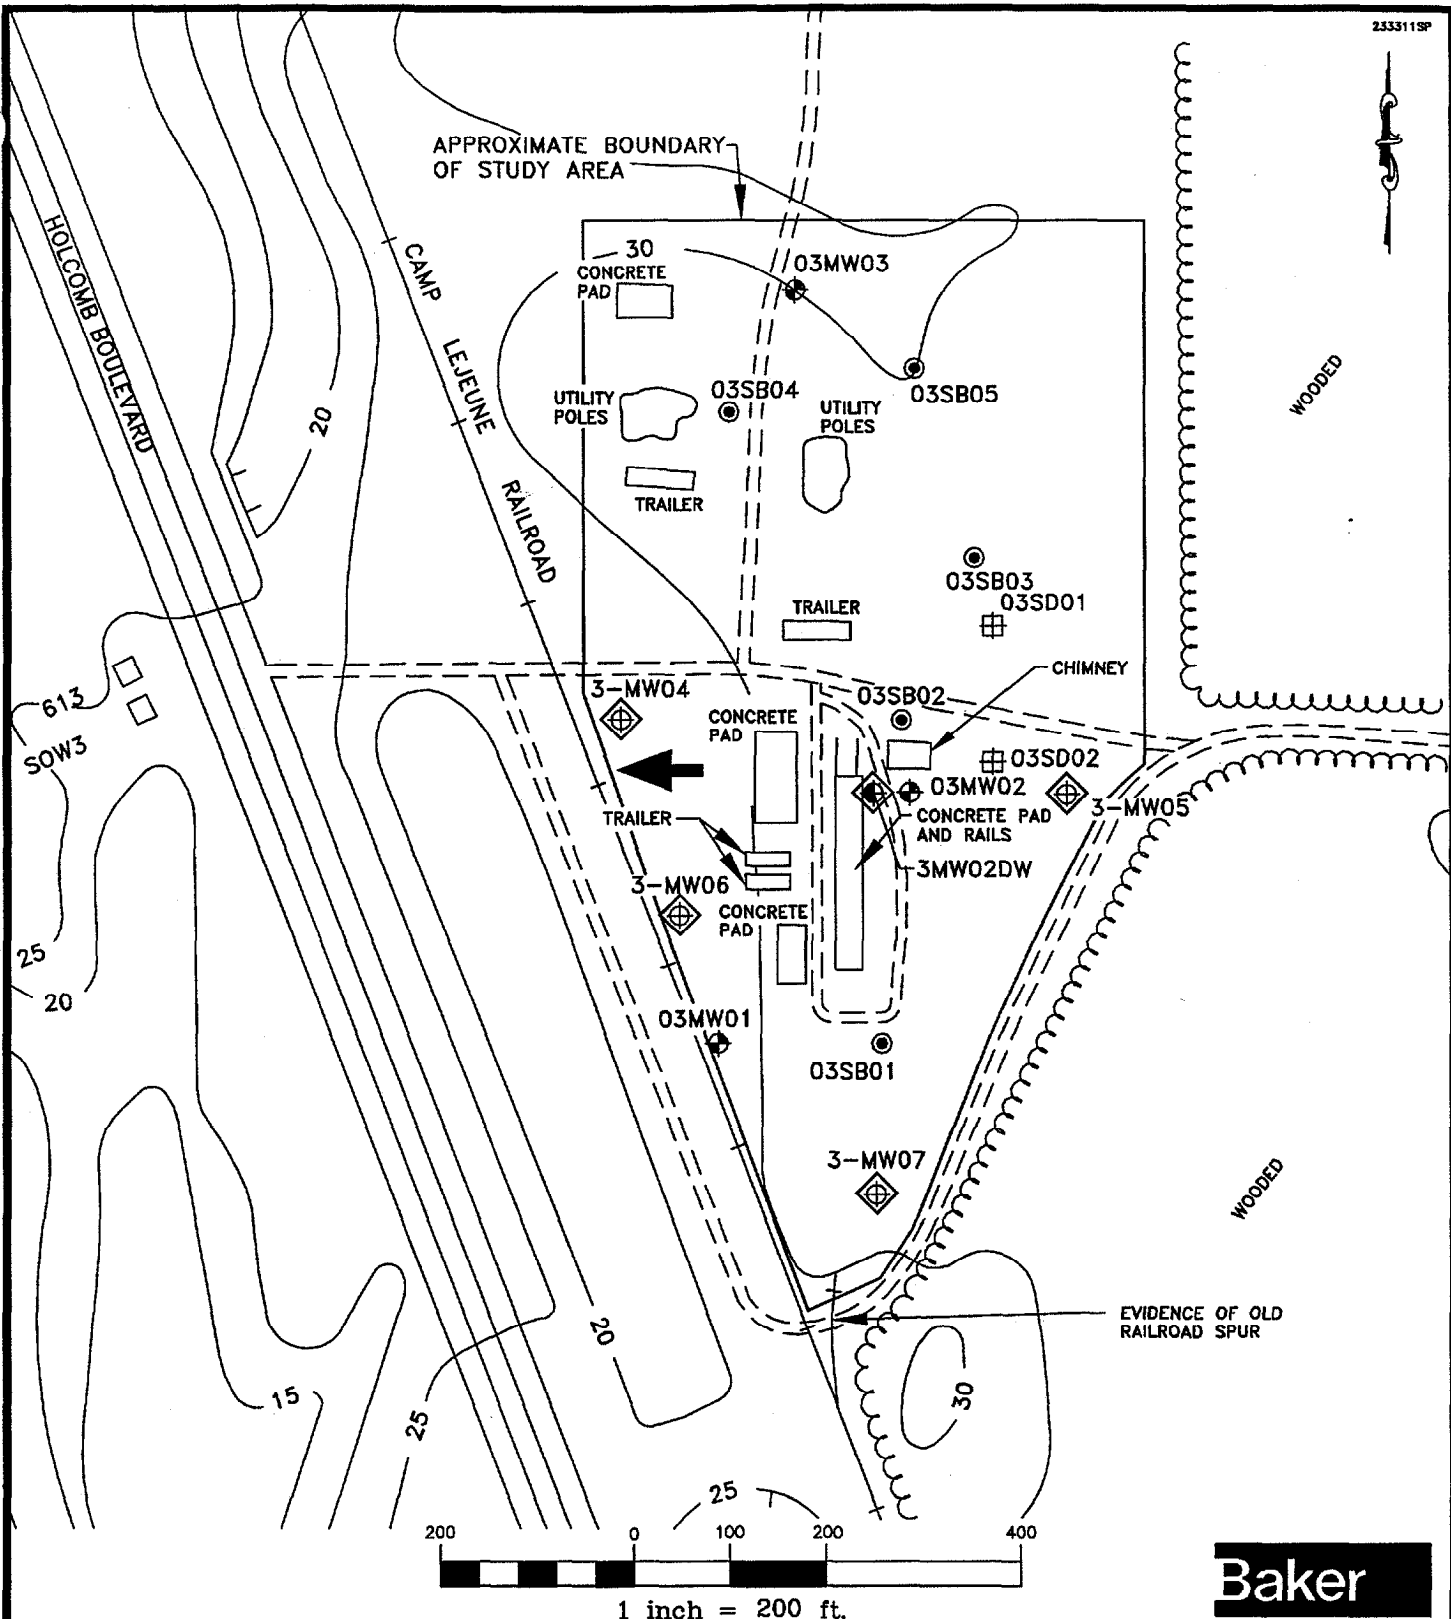 233311SP
APPROXIMATE BOUNDARY
OF STUDY AREA
HOLCOMB BOULEVARD
CAMP LEJEUNE RAILROAD
30
03MW03
CONCRETE
PAD
WOODED
20
UTILITY
POLES
03SB04
03SB05
UTILITY
POLES
TRAILER
03SB03
03SD01
TRAILER
CHIMNEY
613
3-MW04
03SB02
CONCRETE
PAD
SOW3
03SD02
03MW02
3-MW05
TRAILER
CONCRETE PAD
AND RAILS
3MW02DW
3-MW06
CONCRETE
PAD
25
20
03MW01
03SB01
3-MW07
WOODED
EVIDENCE OF OLD
RAILROAD SPUR
20
15
25
30
25
200 0 100 200 400
1 inch = 200 ft.
Baker